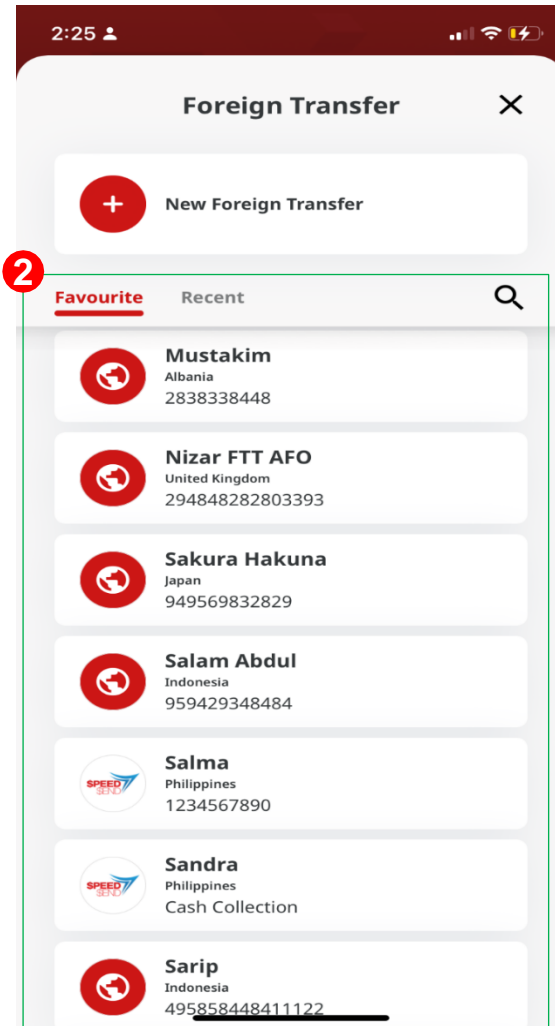 2:25
Foreign Transfer
New Foreign Transfer
2
Favourite Recent
Mustakim
Albania
2838338448
Nizar FTT AFO
United Kingdom
294848282803393
Sakura Hakuna
Japan
949569832829
Salam Abdul
Indonesia
959429348484
SPEED
SEND
Salma
Philippines
1234567890
SPEED
SEND
Sandra
Philippines
Cash Collection
Sarip
Indonesia
495858448411122